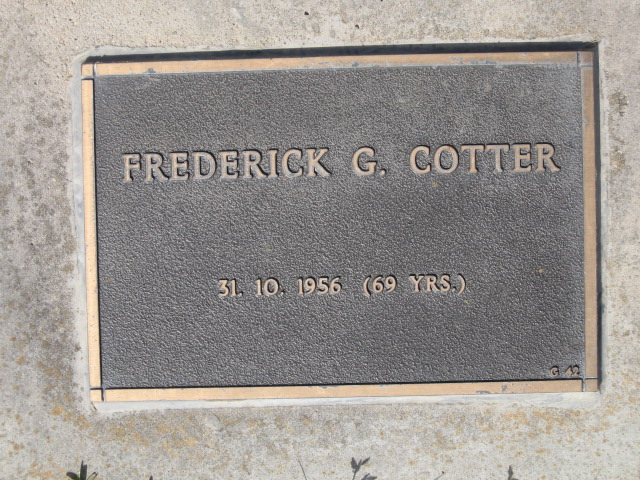 FREDERICK G. COTTER
31. 10. 1956 (69 YRS.)
G 42